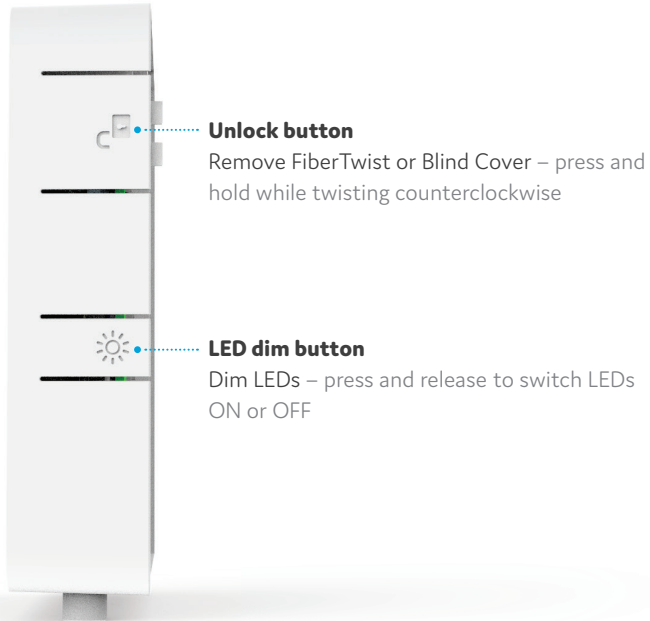 Unlock button
Remove FiberTwist or Blind Cover – press and
hold while twisting counterclockwise
LED dim button
Dim LEDs – press and release to switch LEDs
ON or OFF